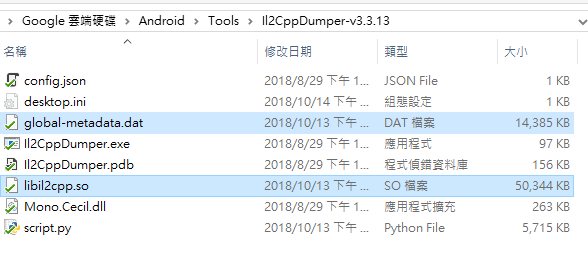 Google 雲端硬碟 > Android > Tools > Il2CppDumper-v3.3.13
名稱 修改日期 類型 大小
config.json 2018/8/29 下午 1... JSON File 1 KB
desktop.ini 2018/10/14 下午 ... 組態設定 1 KB
global-metadata.dat 2018/10/13 下午 ... DAT 檔案 14,385 KB
Il2CppDumper.exe 2018/8/29 下午 1... 應用程式 97 KB
Il2CppDumper.pdb 2018/8/29 下午 1... 程式偵錯資料庫 156 KB
libil2cpp.so 2018/10/13 下午 ... SO 檔案 50,344 KB
Mono.Cecil.dll 2018/8/29 下午 1... 應用程式擴充 263 KB
script.py 2018/10/13 下午 ... Python File 5,715 KB